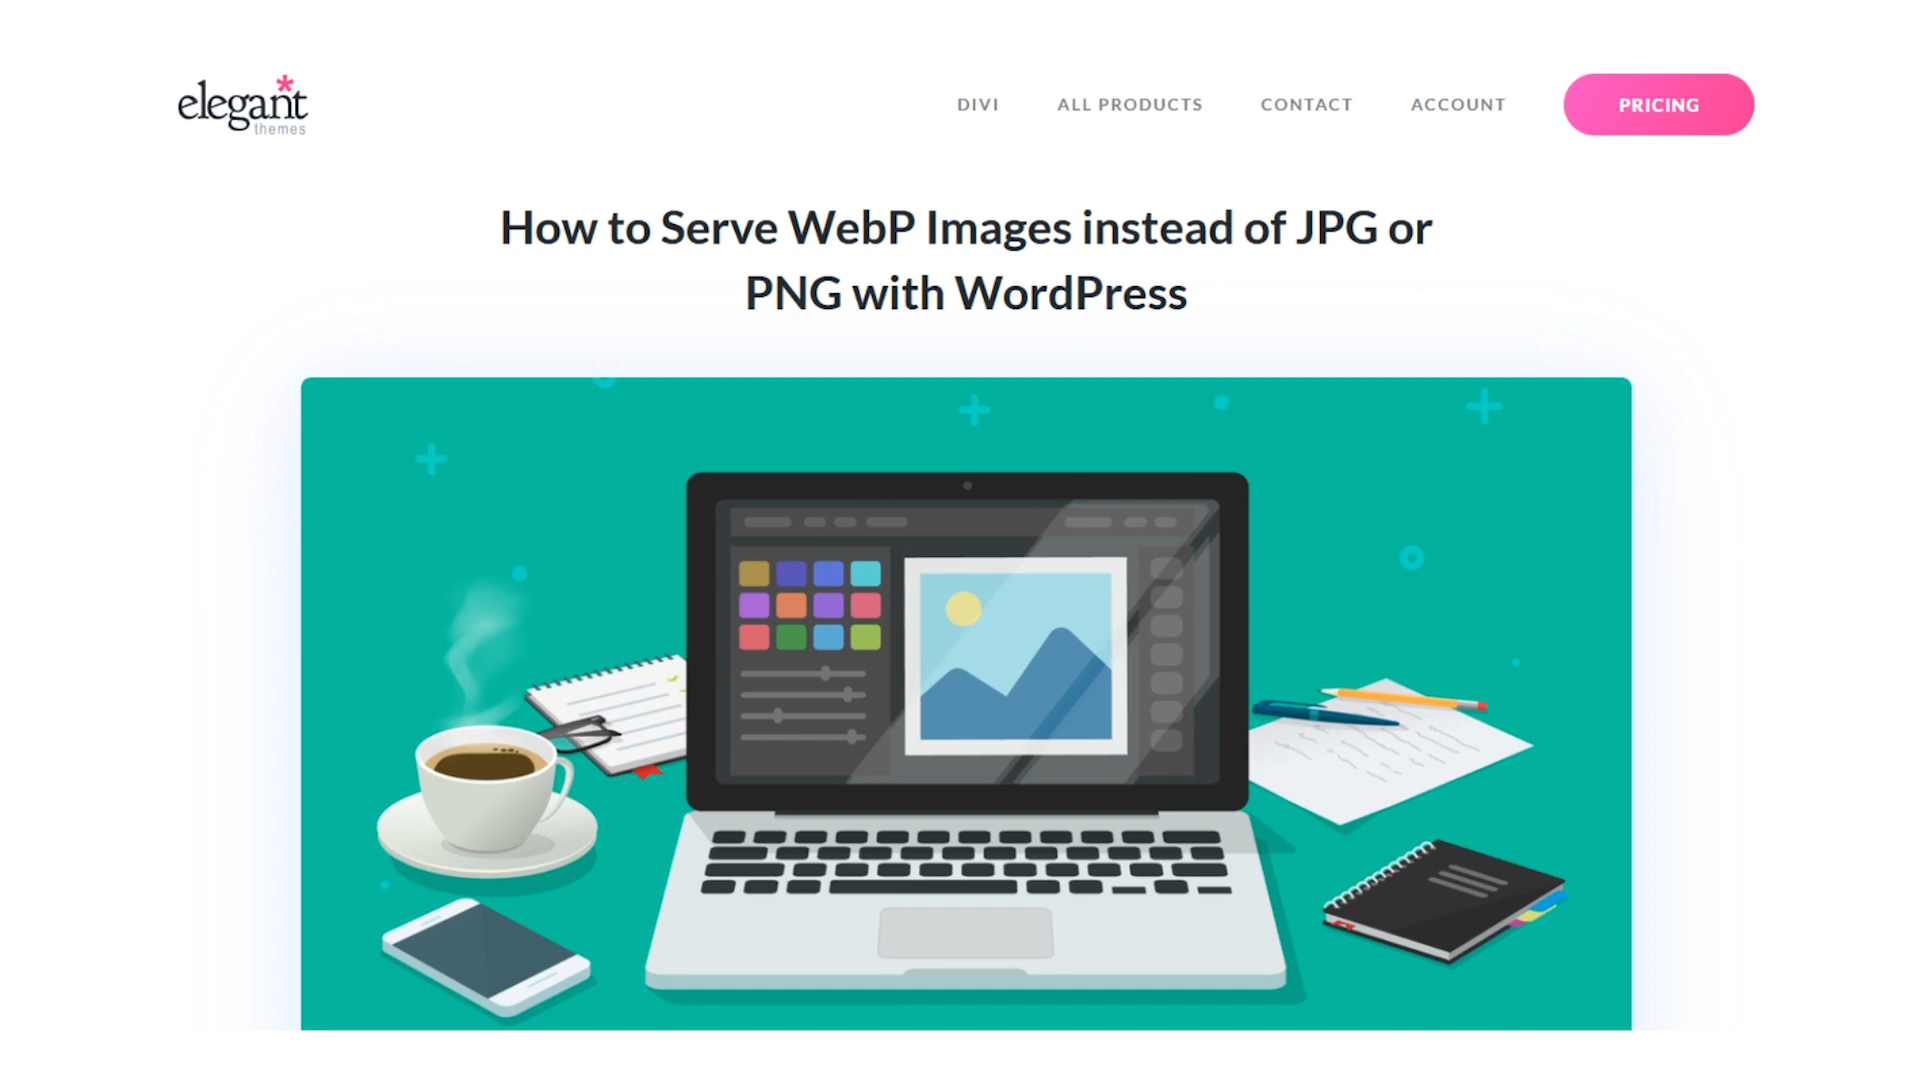 elegant
themes
DIVI ALL PRODUCTS CONTACT ACCOUNT PRICING
How to Serve WebP Images instead of JPG or
PNG with WordPress